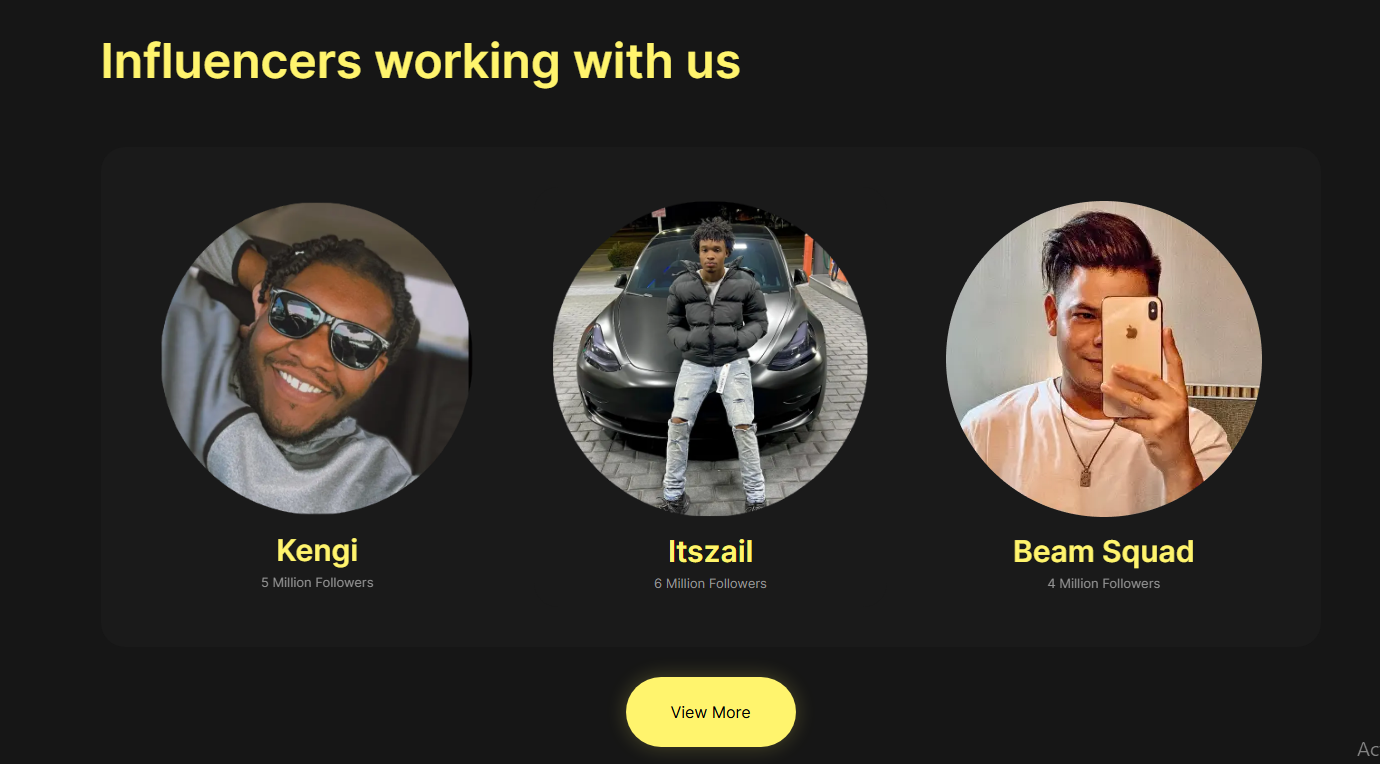 Influencers working with us
Kengi
Itszail
Beam Squad
5 Million Followers
6 Million Followers
4 Million Followers
View More
Ac